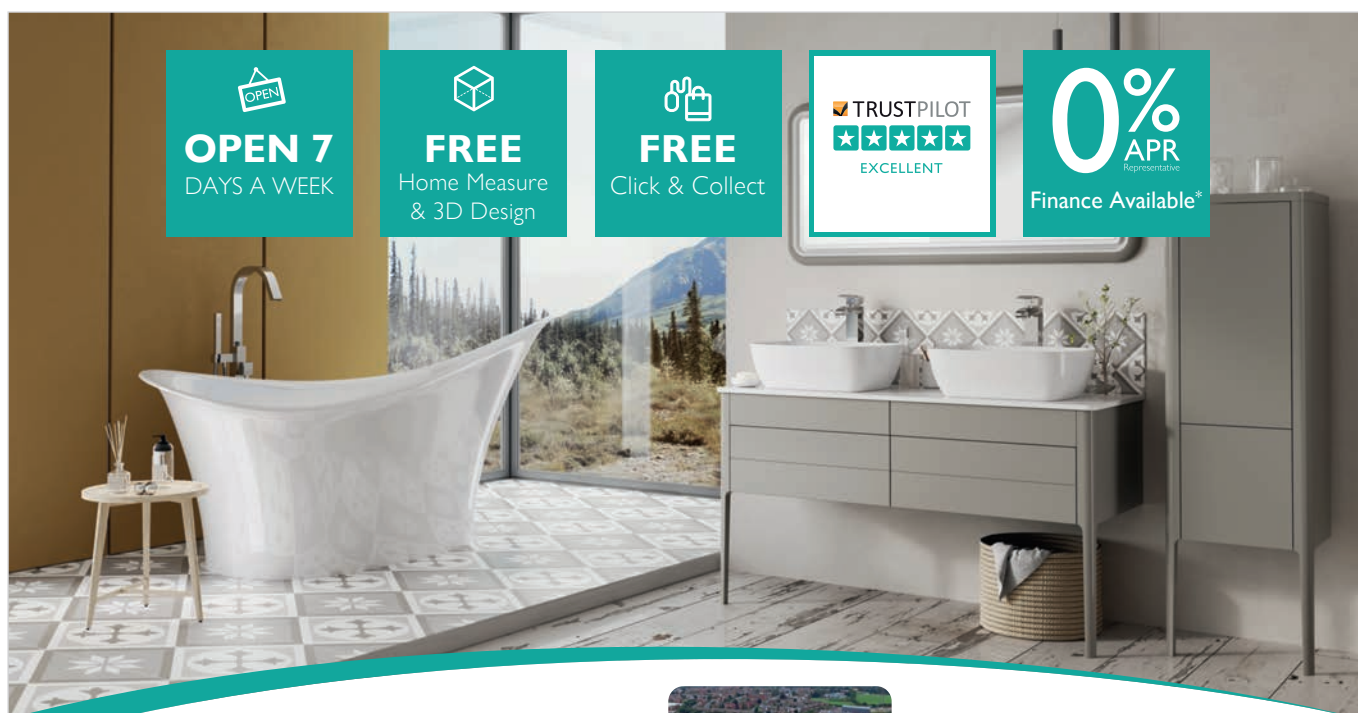 OPEN
OPEN 7
DAYS A WEEK
FREE
Home Measure
& 3D Design
FREE
Click & Collect
TRUSTPILOT
EXCELLENT
0%
APR
Representative
Finance Available*